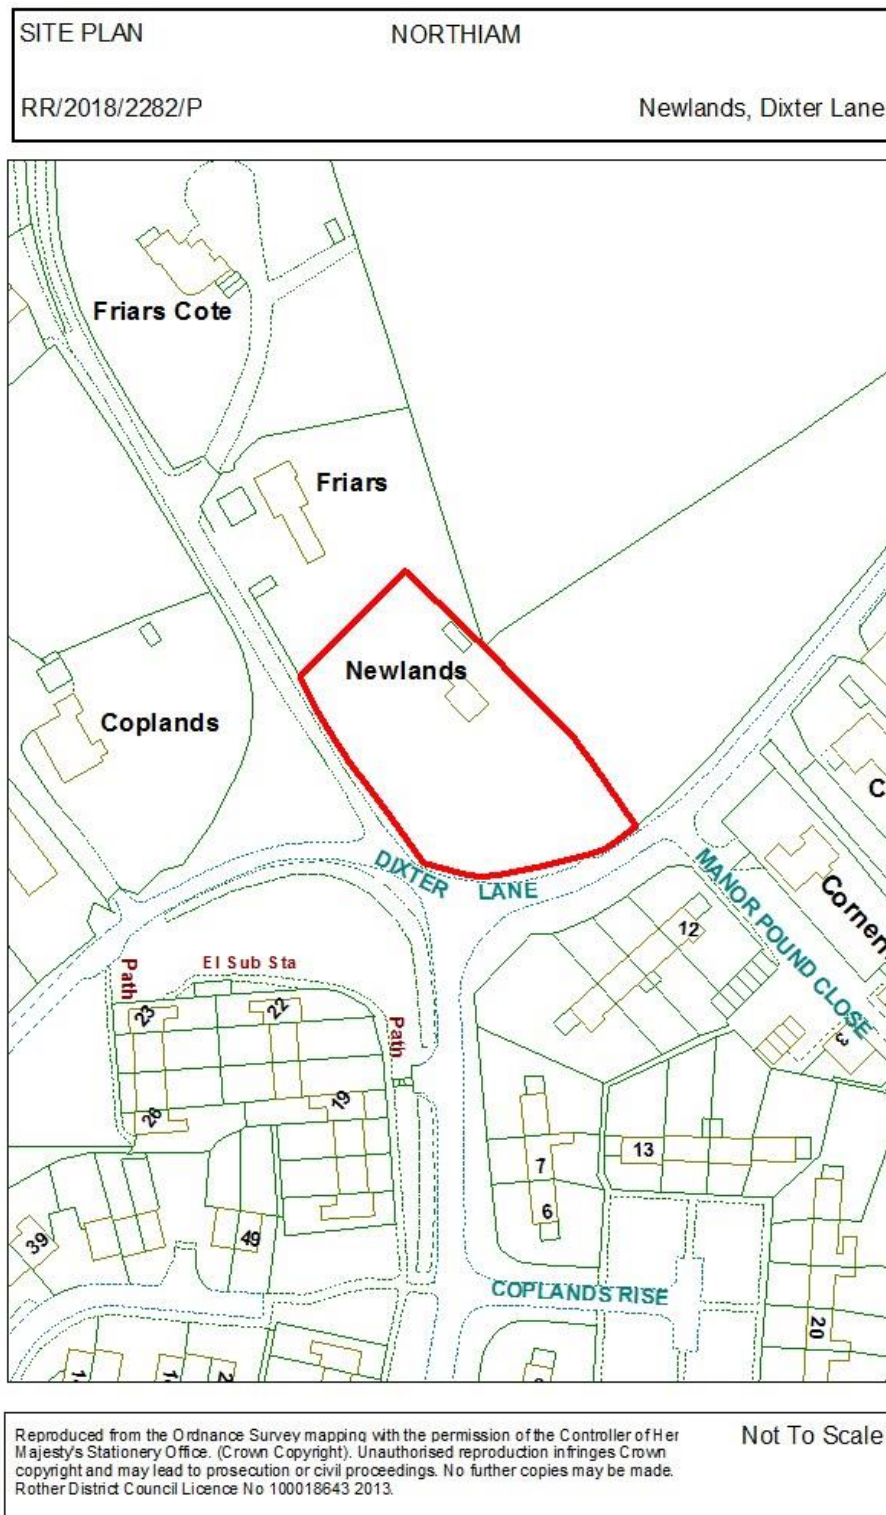 SITE PLAN
NORTHIAM
RR/2018/2282/P
Newlands, Dixter Lane
Friars Cote
Friars
Newlands
Coplands
DIXTER LANE
MANOR POUND CLOSE
12
El Sub Sta
Path
23
22
Path
3
26
19
7
13
6
39
49
COPLANDS RISE
20
Reproduced from the Ordnance Survey mapping with the permission of the Controller of Her
Majesty's Stationery Office. (Crown Copyright). Unauthorised reproduction infringes Crown
copyright and may lead to prosecution or civil proceedings. No further copies may be made.
Rother District Council Licence No 100018643 2013.
Not To Scale